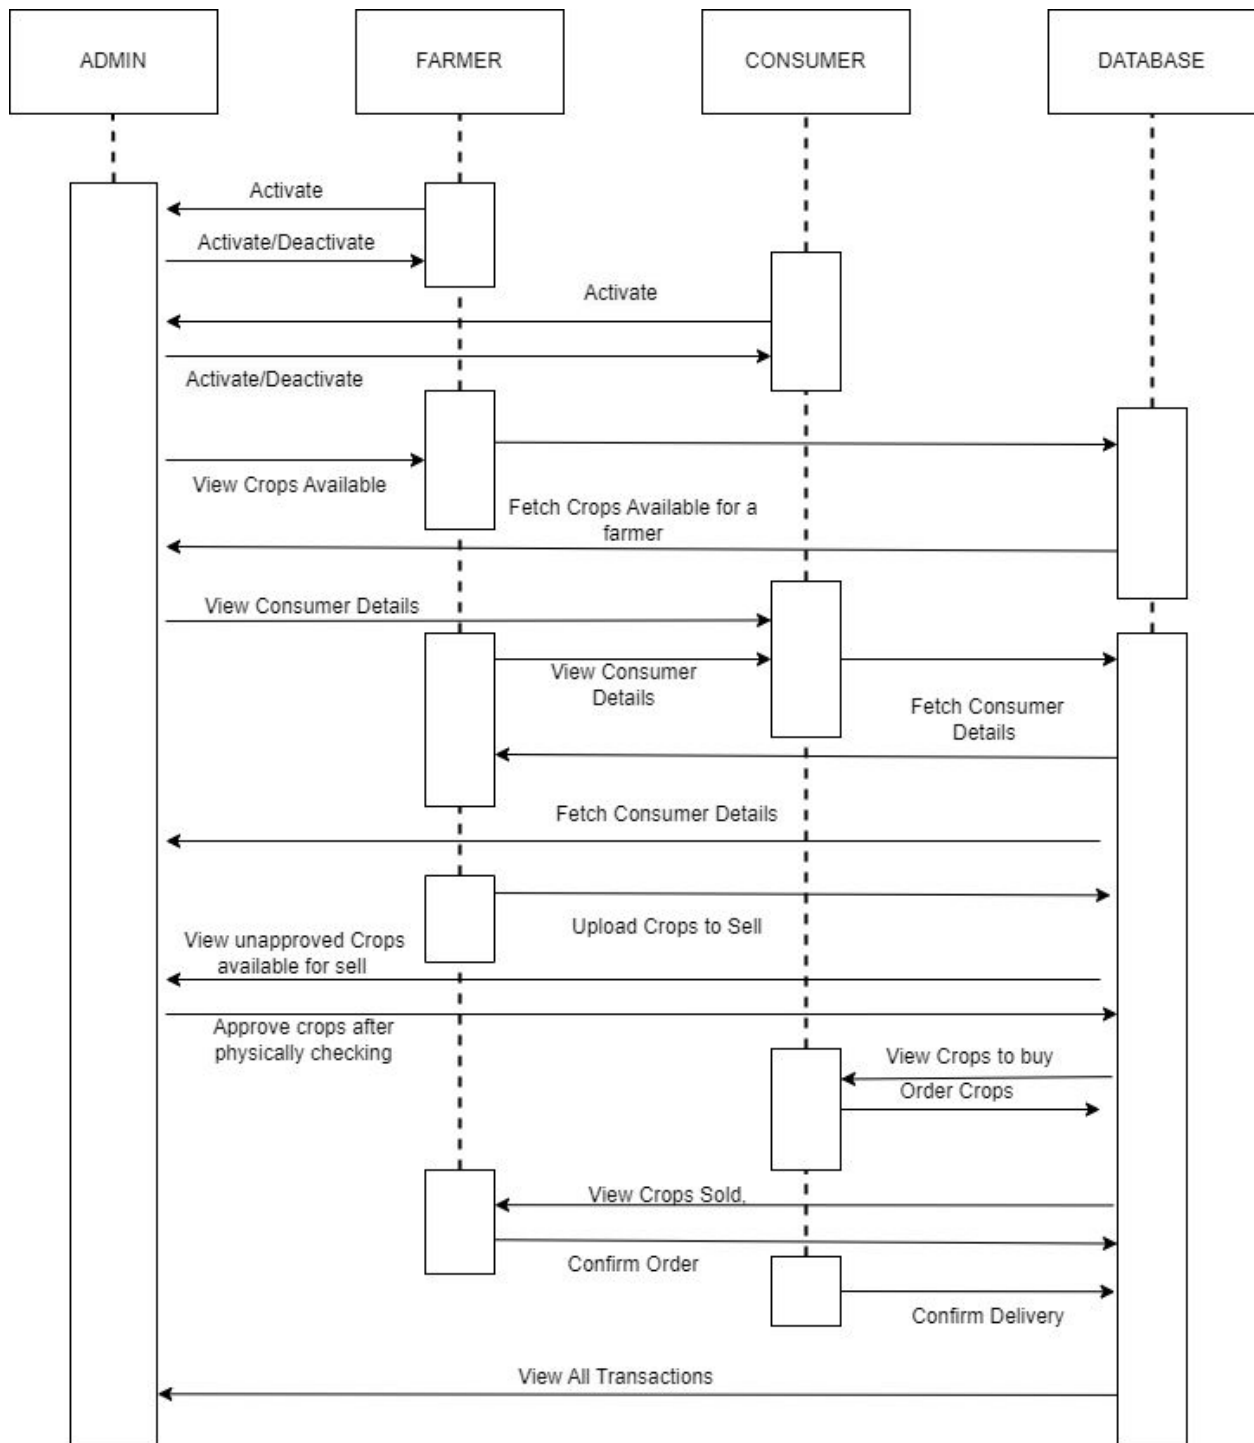 ADMIN
FARMER
CONSUMER
DATABASE
Activate
Activate/Deactivate
Activate
Activate/Deactivate
View Crops Available
Fetch Crops Available for a
farmer
View Consumer Details
View Consumer
Details
Fetch Consumer
Details
Fetch Consumer Details
Upload Crops to Sell
View unapproved Crops
available for sell
Approve crops after
physically checking
View Crops to buy
Order Crops
View Crops Sold.
Confirm Order
Confirm Delivery
View All Transactions